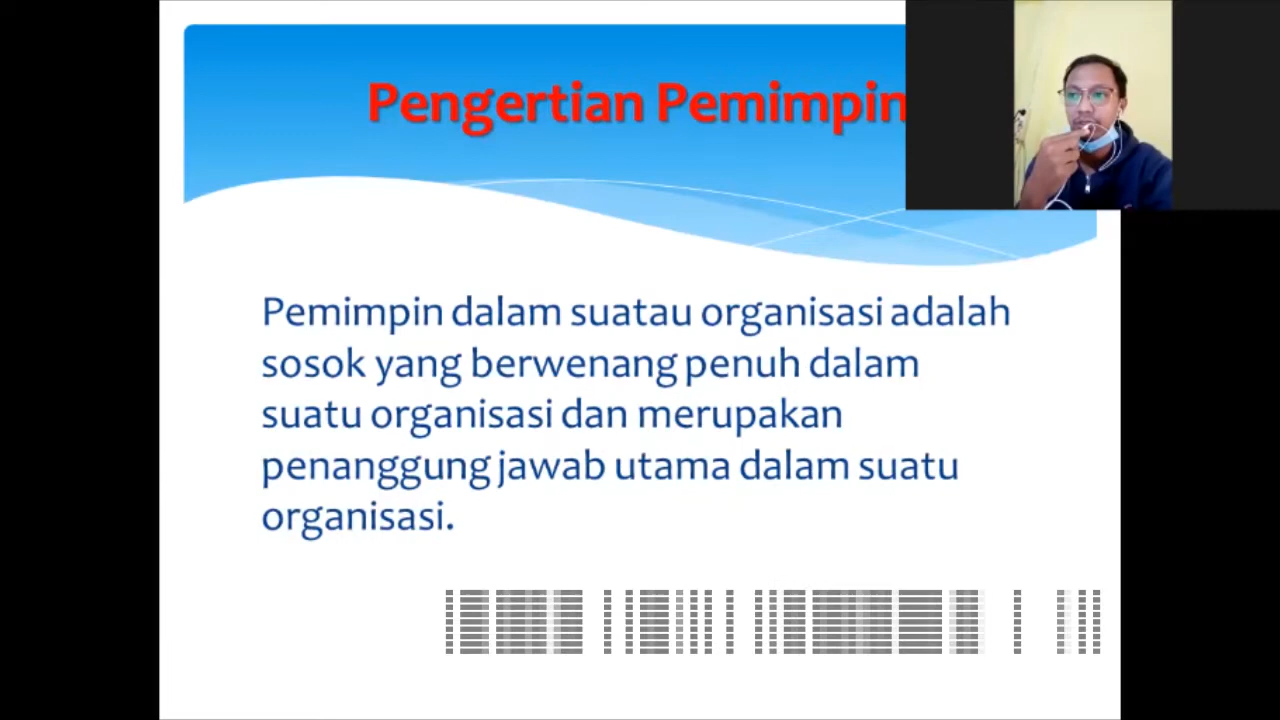 Pengertian Pemimpin
Pemimpin dalam suatau organisasi adalah
sosok yang berwenang penuh dalam
suatu organisasi dan merupakan
penanggung jawab utama dalam suatu
organisasi.